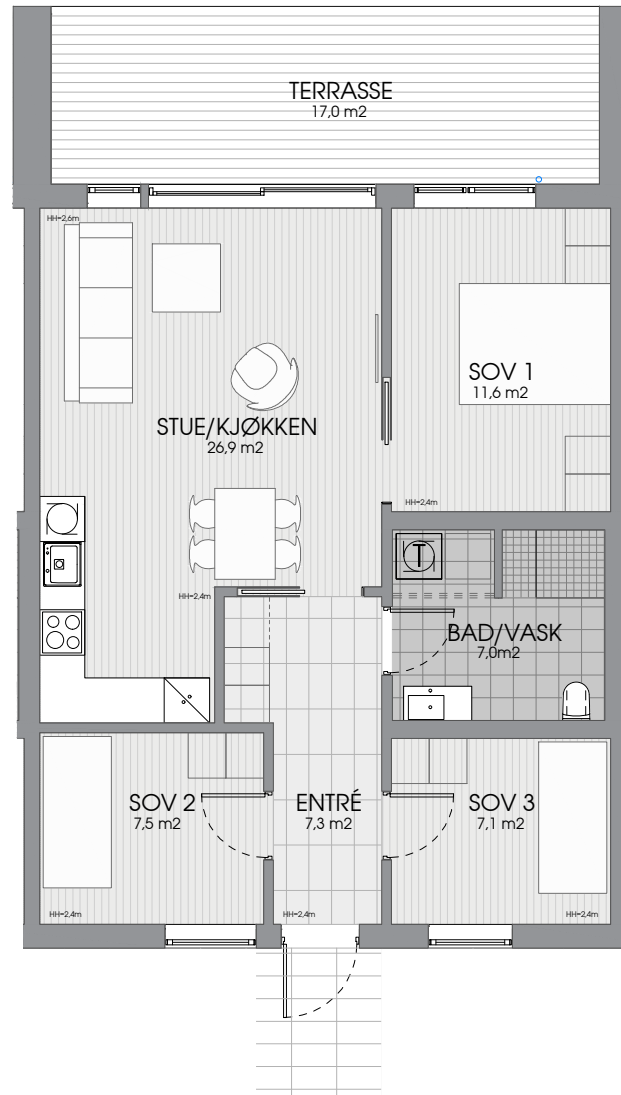 TERRASSE
17,0 m2
HH=2,6m
SOV 1
11,6 m2
STUE/KJØKKEN
26,9 m2
HH=2,4m
T
HH=2,4m
BAD/VASK
7,0m2
SOV 2
7,5 m2
ENTRÉ
7,3 m2
SOV 3
7,1 m2
HH=2,4m
HH=2,4m
HH=2,4m